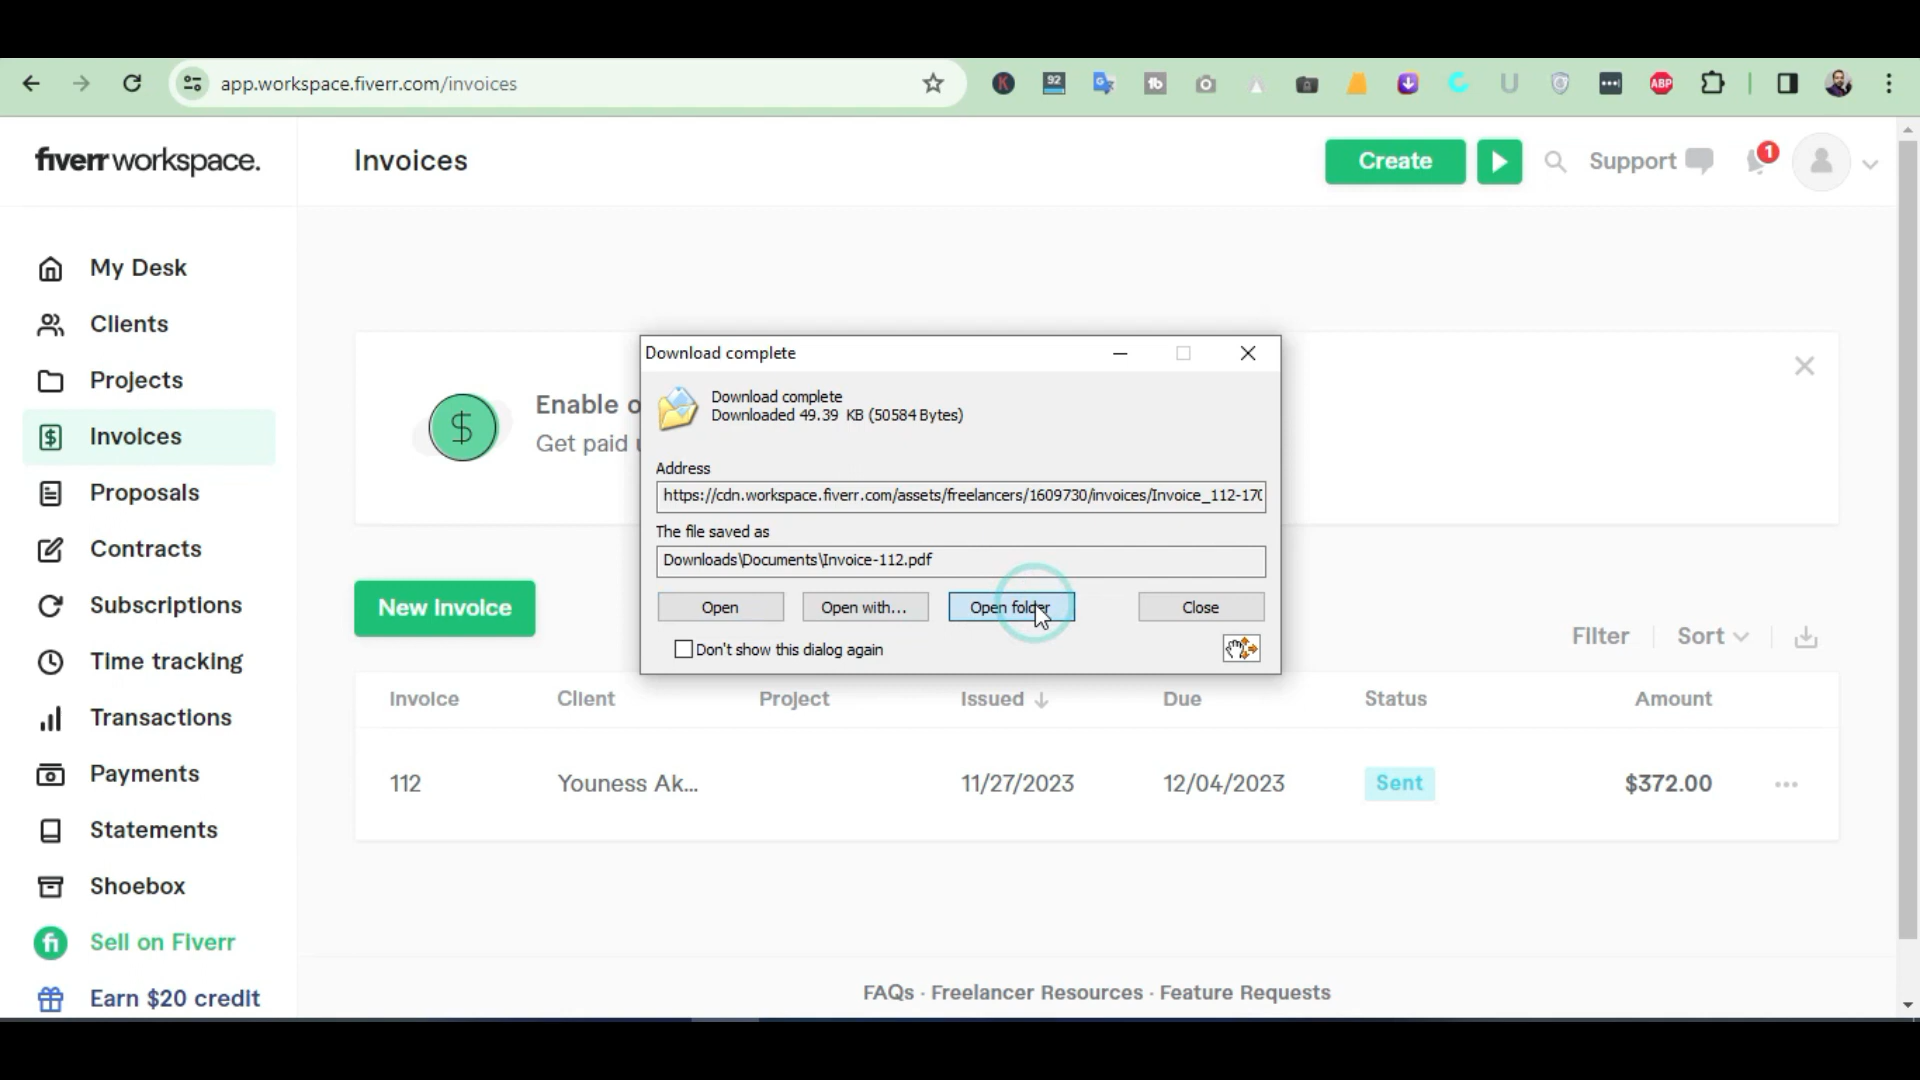 app.workspace.fiverr.com/invoices
92
ABP
fiverr workspace.
Invoices
Create
Support
1
My Desk
Clients
Projects
Invoices
Proposals
Contracts
Subscriptions
Time tracking
Transactions
Payments
Statements
Shoebox
fi
Sell on Fiverr
Earn $20 credit
$
Enable o
Get paid u
Download complete
Download complete
Downloaded 49.39 KB (50584 Bytes)
Address
https://cdn.workspace.fiverr.com/assets/freelancers/1609730/invoices/Invoice_112-170
The file saved as
Downloads\Documents\Invoice-112.pdf
Open
Open with...
Open folder
Close
Don't show this dialog again
New Invoice
Filter
Sort
Invoice
Client
Project
Issued
Due
Status
Amount
112
Youness Ak...
11/27/2023
12/04/2023
Sent
$372.00
FAQs · Freelancer Resources · Feature Requests